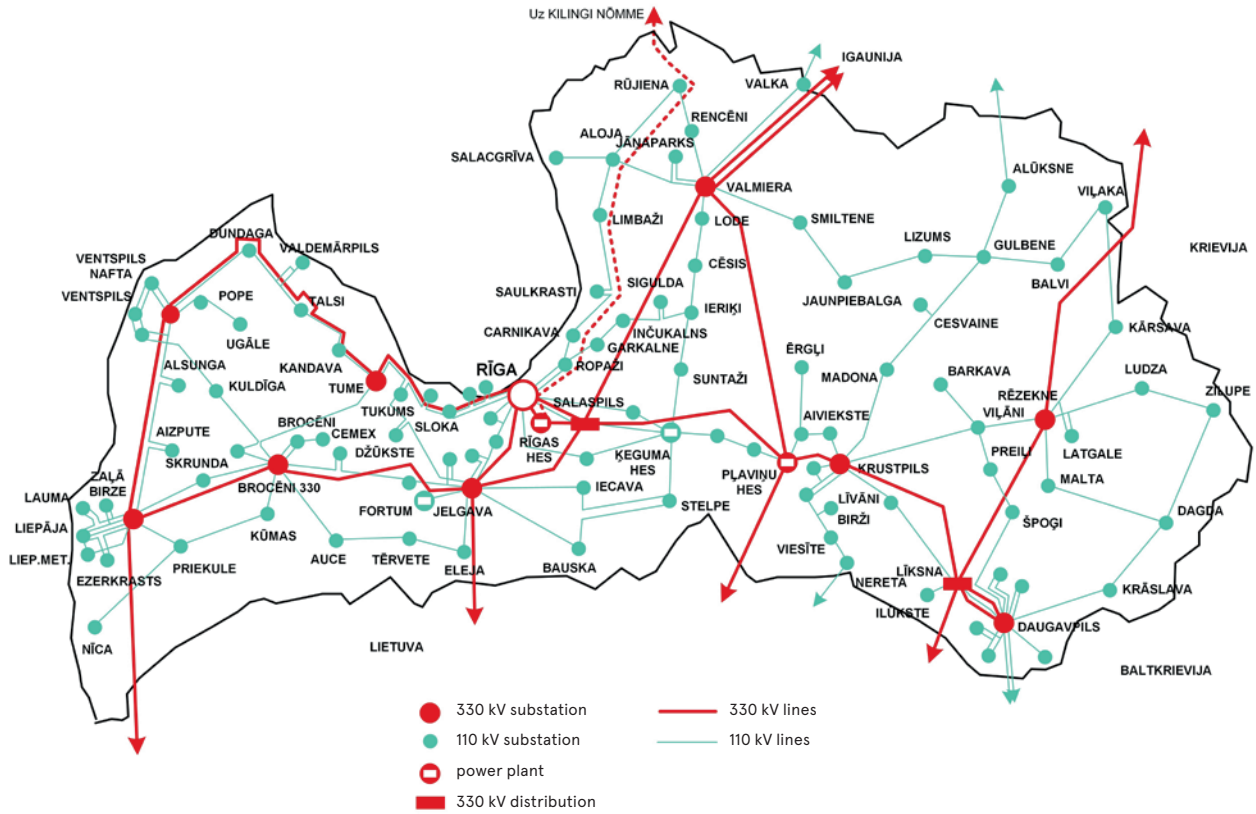 Uz KILINGI NÕMME
IGAUNIJA
RŪJIENA
VALKA
RENCĒNI
ALOJA
JĀŅAPARKS
SALACGRĪVA
ALŪKSNE
VALMIERA
VIĻAKA
LIMBAŽI
LODE
SMILTENE
DUNDAGA
VALDEMĀRPILS
LIZUMS
GULBENE
KRIEVIJA
VENTSPILS
NAFTA
CĒSIS
BALVI
VENTSPILS
POPE
TALSI
SAULKRASTI
SIGULDA
IERIĶI
JAUNPIEBALGA
UGĀLE
CARNIKAVA
INČUKALNS
CESVAINE
KĀRSAVA
GARKALNE
ĒRGĻI
ALSUNGA
KANDAVA
ROPAŽI
RĪGA
SUNTAŽI
MADONA
BARKAVA
LUDZA
KULDĪGA
TUME
RĒZEKNE
ZILUPE
TUKUMS
SALASPILS
AIVIEKSTE
VIĻĀNI
BROCĒNI
SLOKA
AIZPUTE
CEMEX
DŽŪKSTE
RĪGAS
HES
PREIĻI
LATGALE
SKRUNDA
ĶEGUMA
HES
PĻAVIŅU
HES
KRUSTPILS
ZAĻĀ
BIRZE
BROCĒNI 330
IECAVA
MALTA
LAUMA
FORTUM
JELGAVA
STELPE
LĪVĀNI
LIEPĀJA
BIRŽI
ŠPOĢI
DAGDA
KŪMAS
LIEP.MET.
AUCE
TĒRVETE
ELEJA
BAUSKA
VIESĪTE
EZERKRASTS
PRIEKULE
LĪKSNA
NERETA
KRĀSLAVA
ILŪKSTE
DAUGAVPILS
NĪCA
LIETUVA
BALTKRIEVIJA
330 kV substation
330 kV lines
110 kV substation
110 kV lines
power plant
330 kV distribution